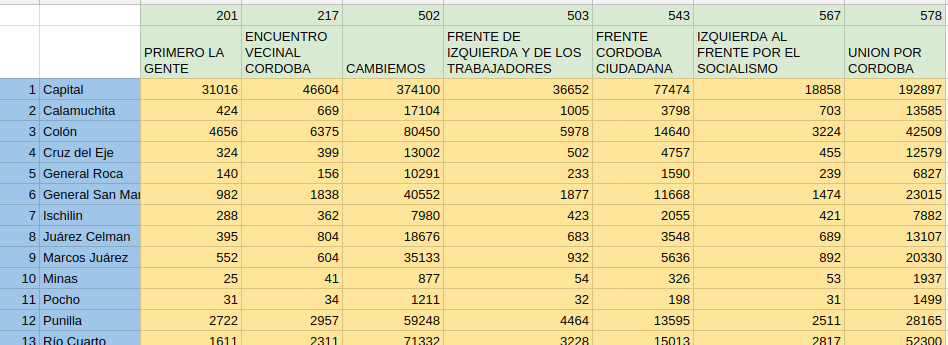 201 217 502 503 543 567 578
PRIMERO LA GENTE ENCUENTRO VECINAL CORDOBA CAMBIEMOS FRENTE DE IZQUIERDA Y DE LOS TRABAJADORES FRENTE CORDOBA CIUDADANA IZQUIERDA AL FRENTE POR EL SOCIALISMO UNION POR CORDOBA
1 Capital 31016 46604 374100 36652 77474 18858 192897
2 Calamuchita 424 669 17104 1005 3798 703 13585
3 Colón 4656 6375 80450 5978 14640 3224 42509
4 Cruz del Eje 324 399 13002 502 4757 455 12579
5 General Roca 140 156 10291 233 1590 239 6827
6 General San Mar 982 1838 40552 1877 11668 1474 23015
7 Ischilin 288 362 7980 423 2055 421 7882
8 Juárez Celman 395 804 18676 683 3548 689 13107
9 Marcos Juárez 552 604 35133 932 5636 892 20330
10 Minas 25 41 877 54 326 53 1937
11 Pocho 31 34 1211 32 198 31 1499
12 Punilla 2722 2957 59248 4464 13595 2511 28165
13 Río Cuarto 1611 2311 71332 3228 15013 2817 52300